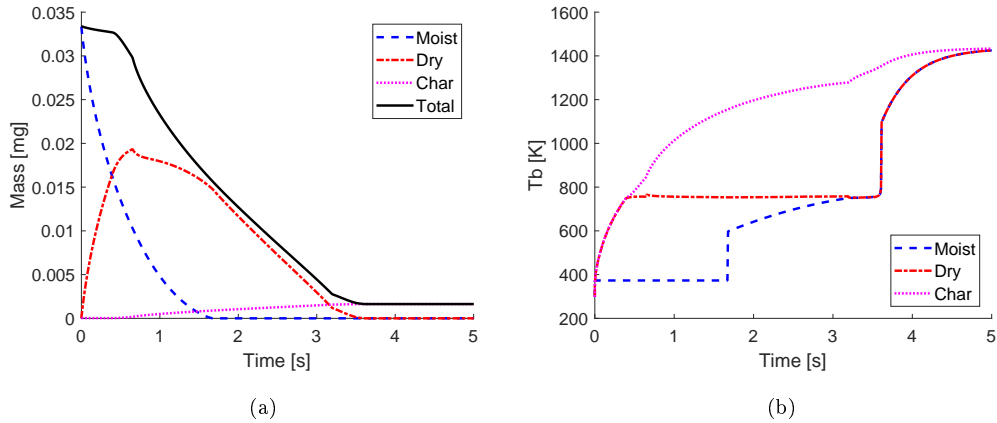 0.035
0.03
0.025
0.02
0.015
0.01
0.005
0
Mass [mg]
0 1 2 3 4 5
Time [s]
Moist
Dry
Char
Total
(a)
1600
1400
1200
1000
800
600
400
200
Tb [K]
0 1 2 3 4 5
Time [s]
Moist
Dry
Char
(b)